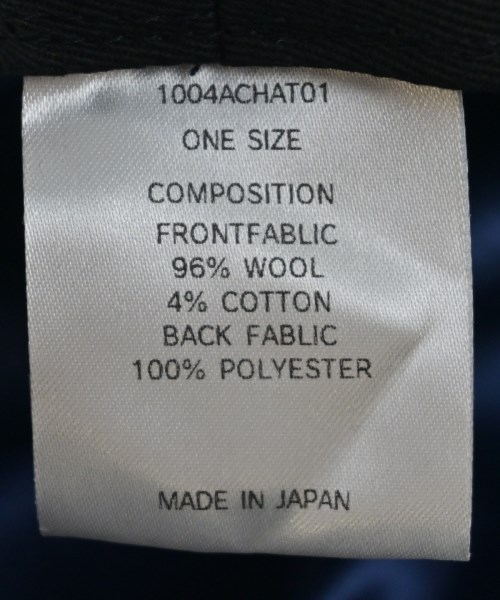 1004ACHAT01
ONE SIZE
COMPOSITION
FRONTFABLIC
96% WOOL
4% COTTON
BACK FABLIC
100% POLYESTER
MADE IN JAPAN